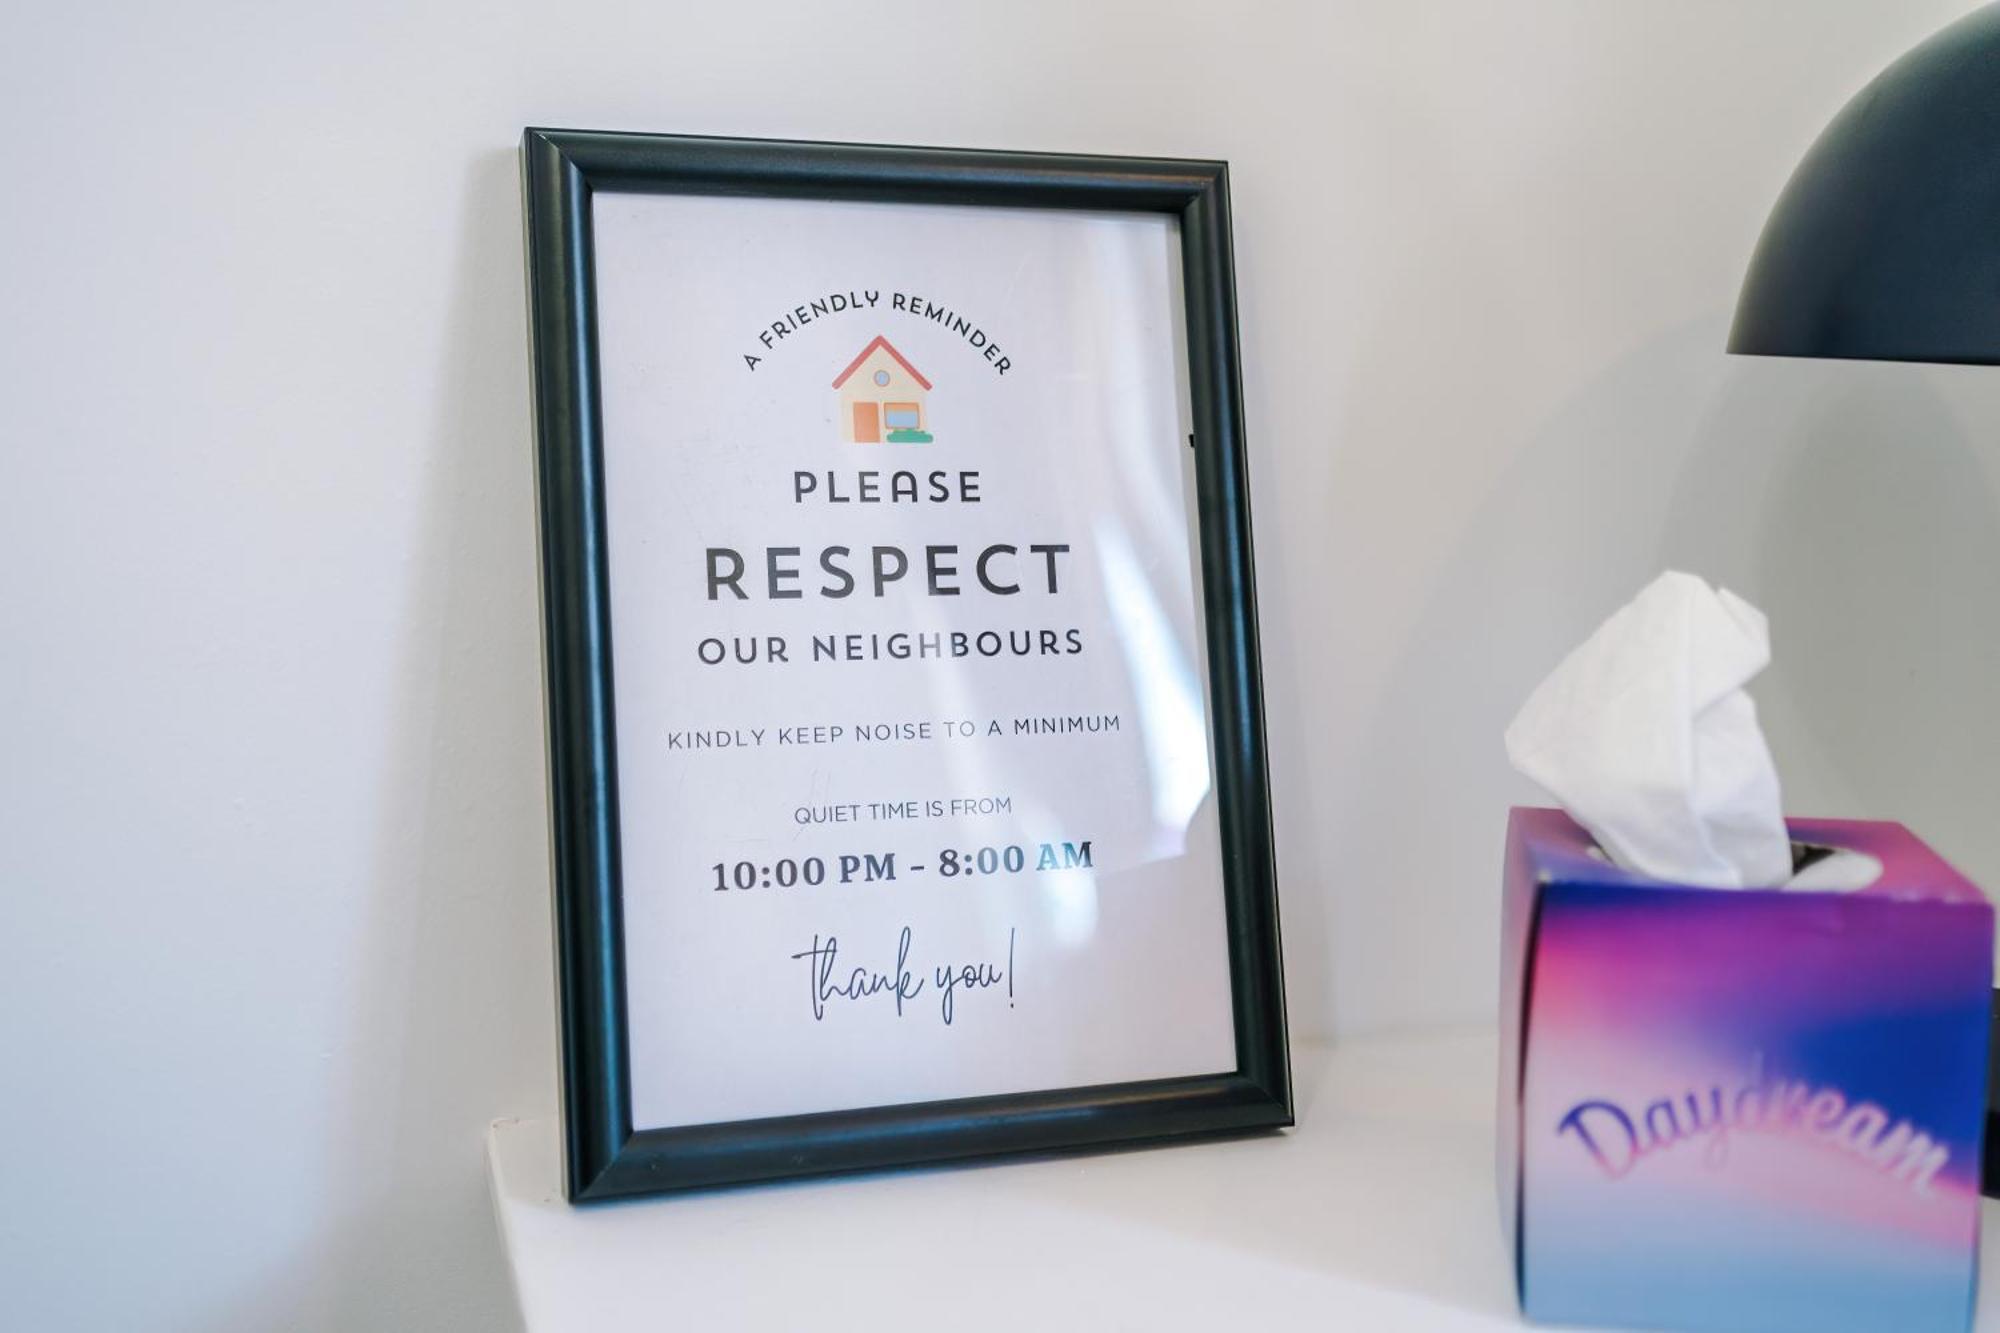 A FRIENDLY REMINDER
PLEASE
RESPECT
OUR NEIGHBOURS
KINDLY KEEP NOISE TO A MINIMUM
QUIET TIME IS FROM
10:00 PM - 8:00 AM
thank you!
Daydream